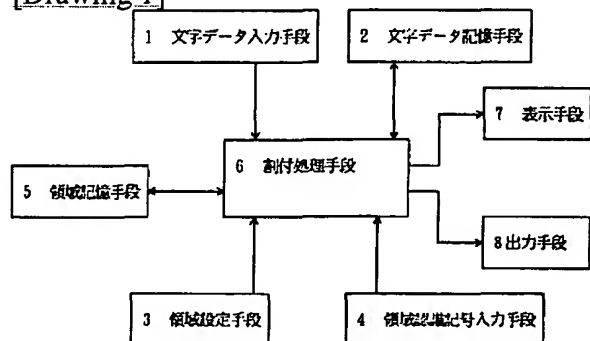 [Drawing 1]
1 文字データ入力手段
2 文字データ記憶手段
7 表示手段
6 割付処理手段
5 領域記憶手段
8出力手段
3 領域設定手段
4 領域認識記号入力手段